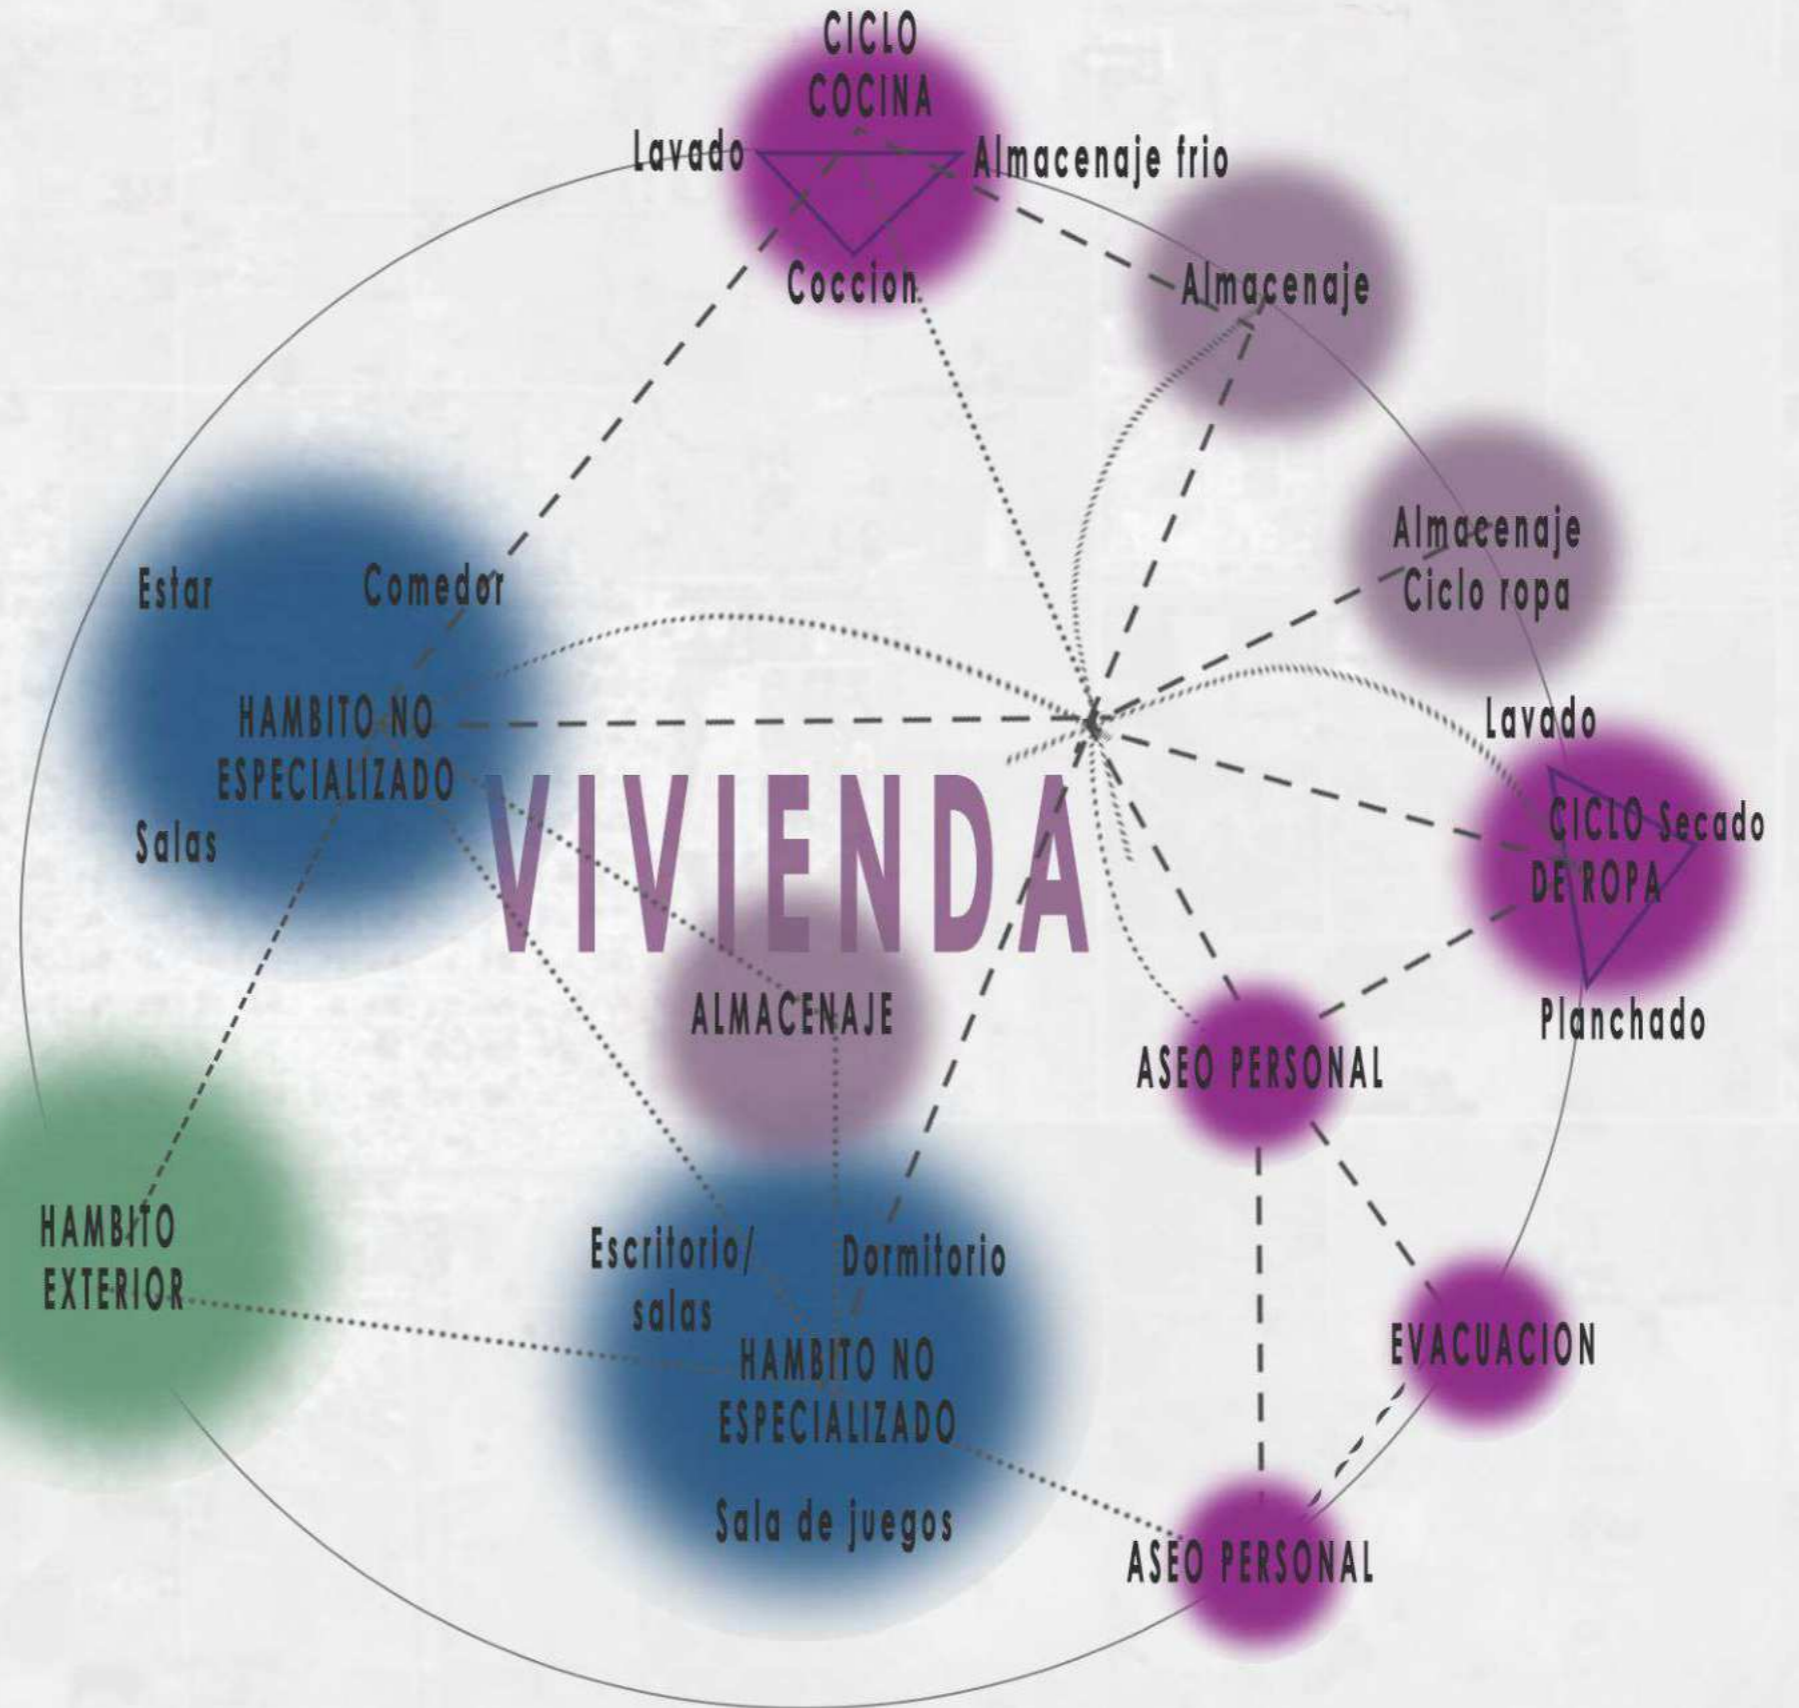 CICLO
COCINA
Lavado
Almacenaje frio
Coccion
Almacenaje
Almacenaje
Ciclo ropa
Estar
Comedor
HAMBITO NO
ESPECIALIZADO
Salas
VIVIENDA
Lavado
CICLO Secado
DE ROPA
Planchado
ALMACENAJE
ASEO PERSONAL
HAMBITO
EXTERIOR
Escritorio/
salas
Dormitorio
HAMBITO NO
ESPECIALIZADO
Sala de juegos
EVACUACION
ASEO PERSONAL